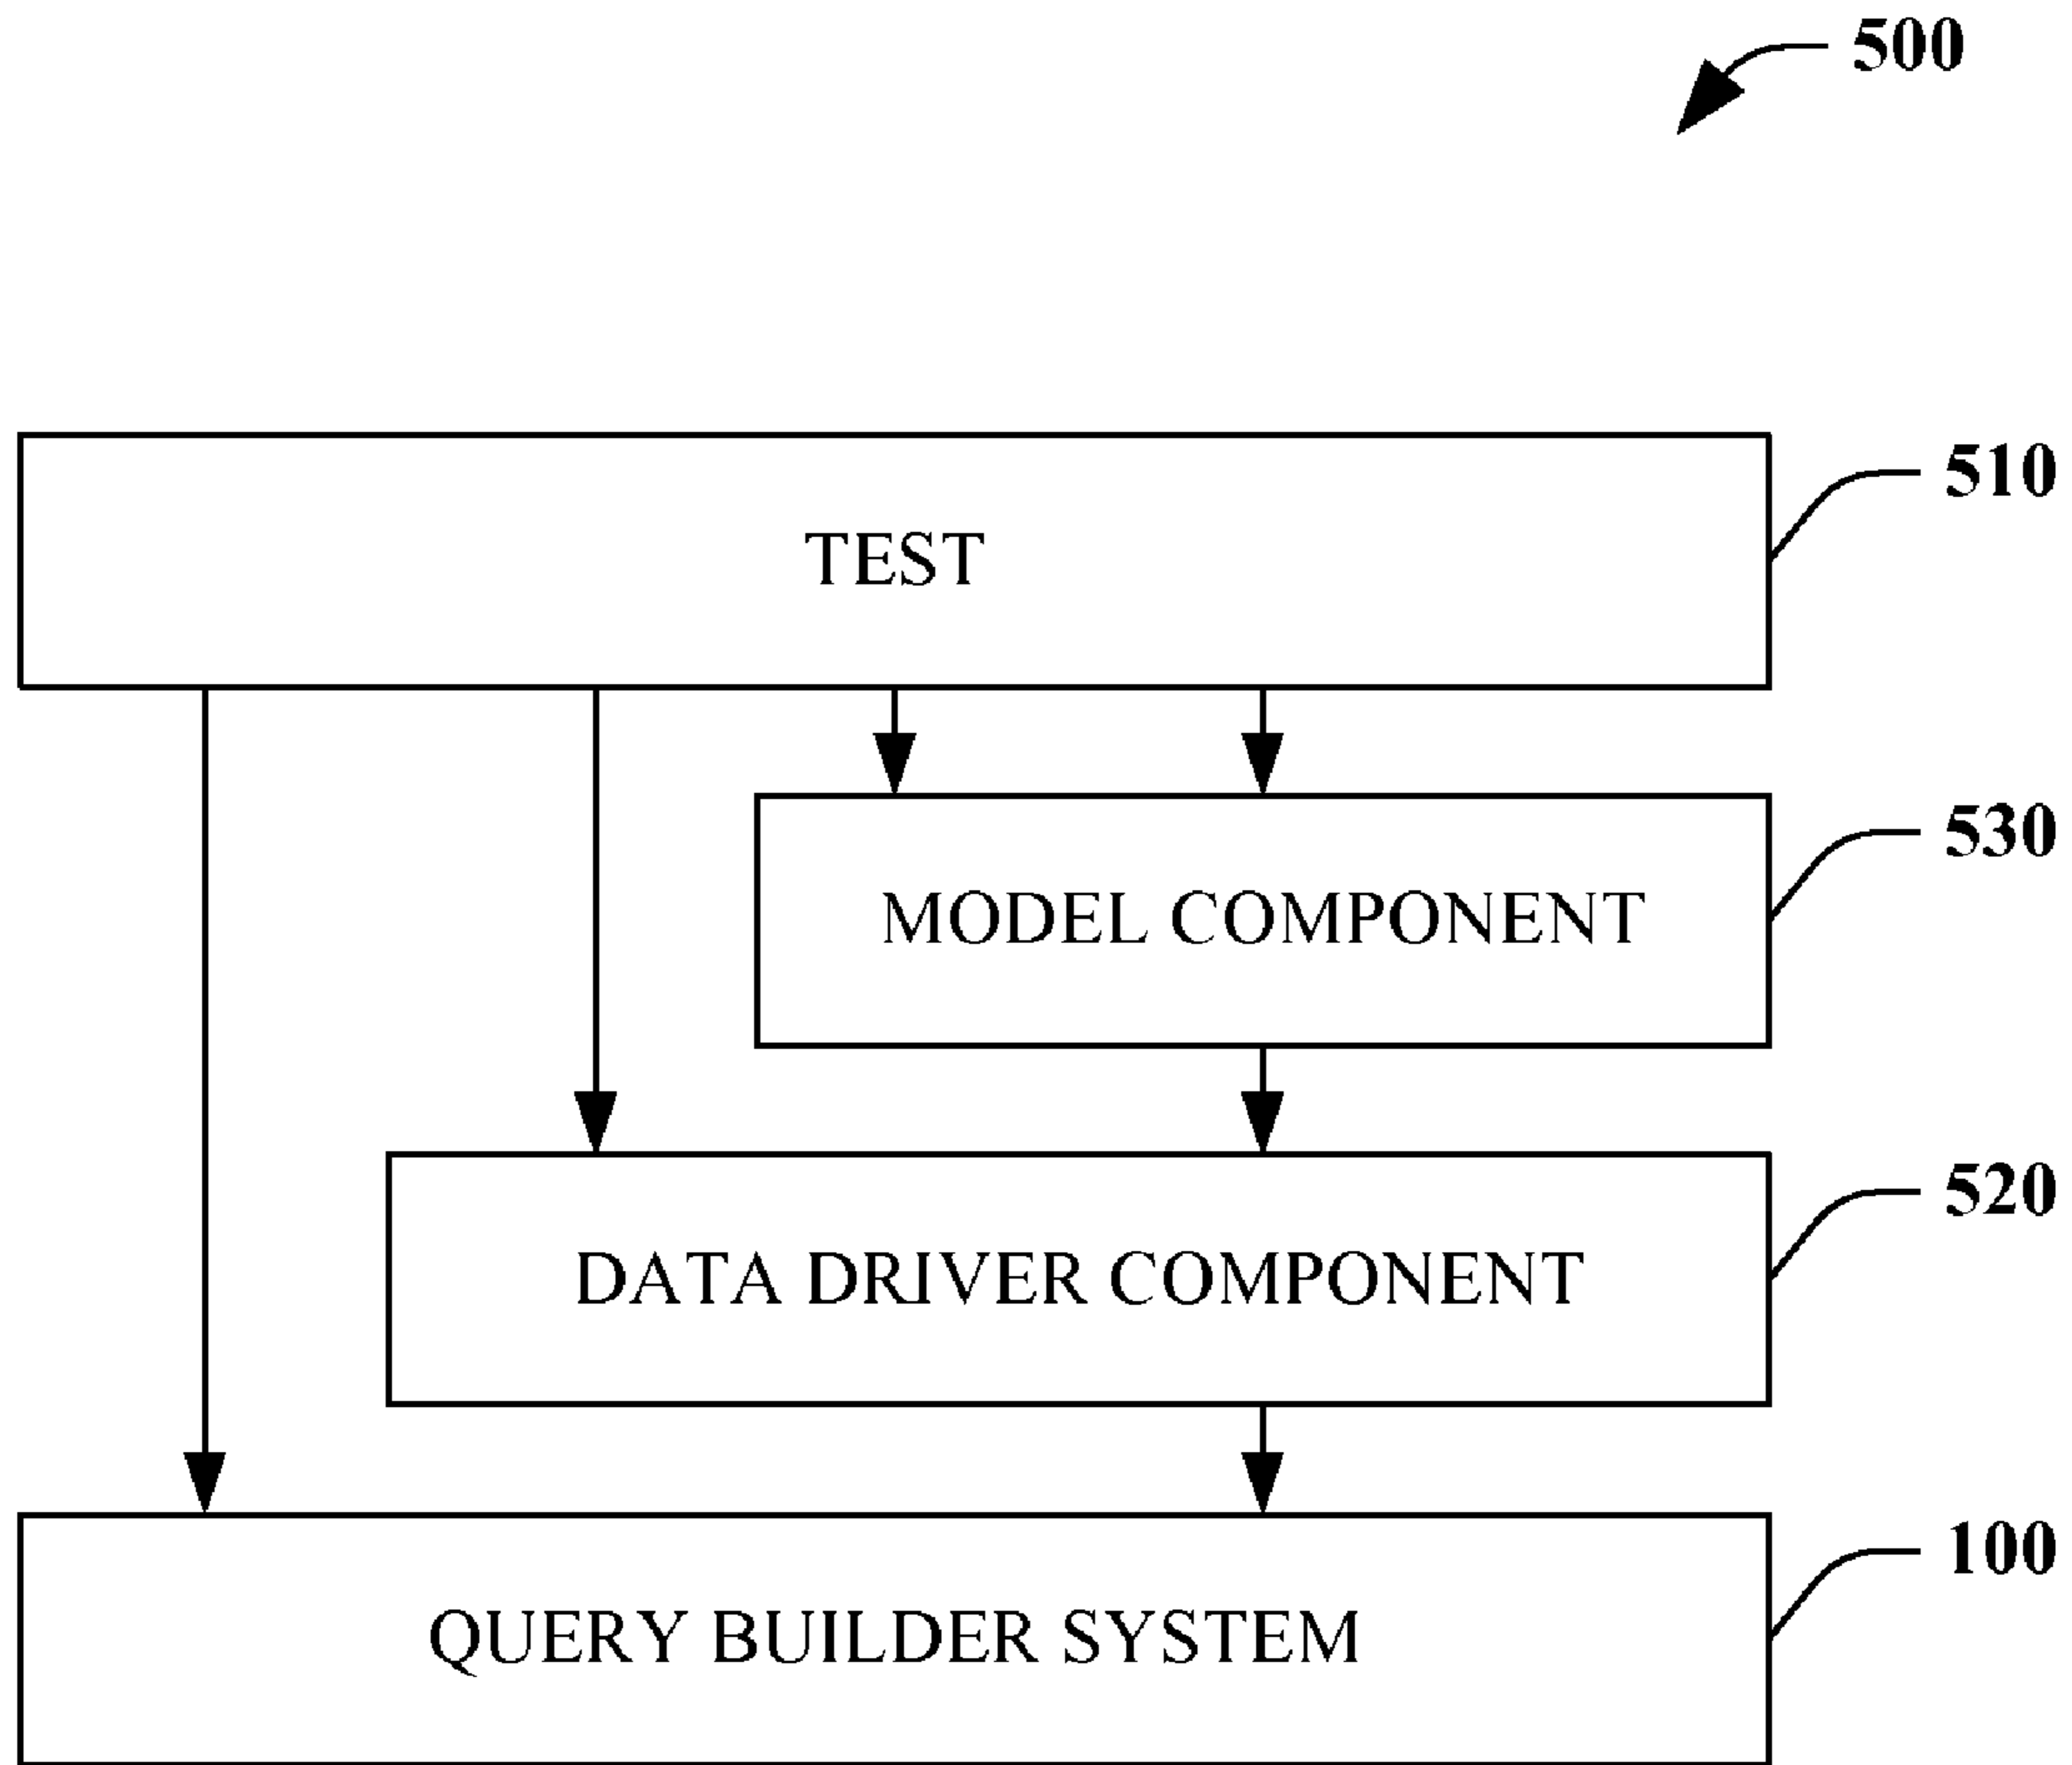 500
510
TEST
530
MODEL COMPONENT
520
DATA DRIVER COMPONENT
100
QUERY BUILDER SYSTEM